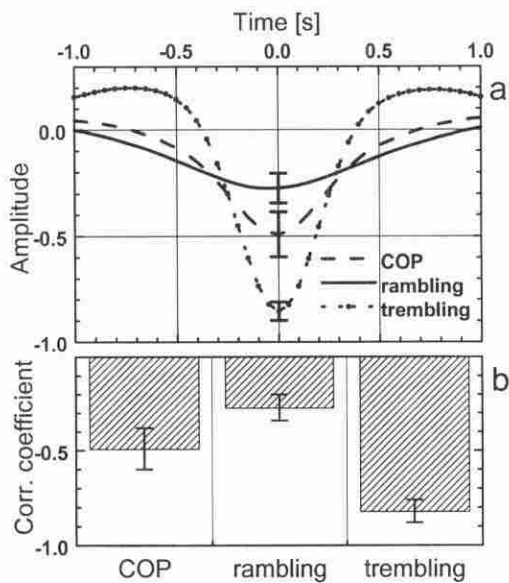 Time [s]
-1.0 -0.5 0.0 0.5 1.0
a
0.0
-0.5
-1.0
Amplitude
COP
rambling
trembling
b
-0.5
-1.0
Corr. coefficient
COP rambling trembling